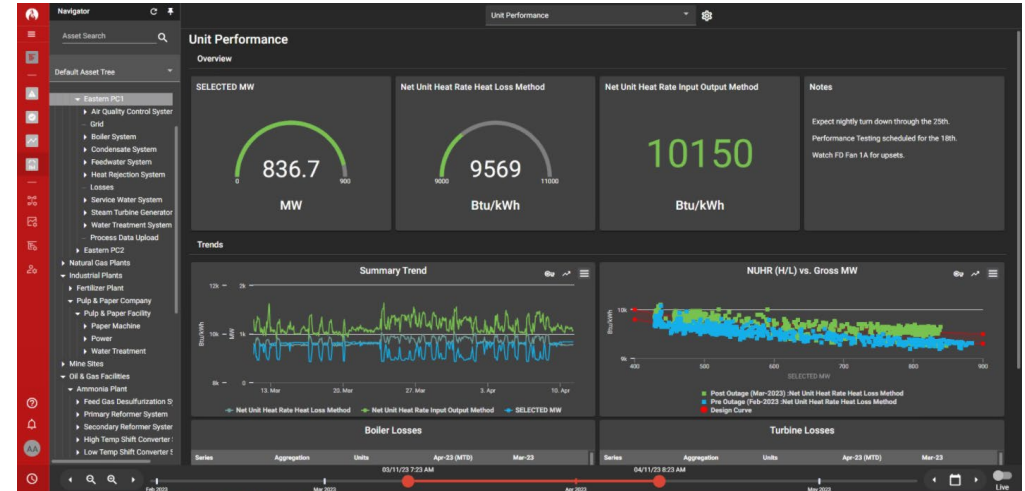 Navigator
Unit Performance
Asset Search
Default Asset Tree
Eastern PC1
Air Quality Control System
Grid
Boiler System
Condensate System
Feedwater System
Heat Rejection System
Losses
Service Water System
Steam Turbine Generator
Water Treatment System
Process Data Upload
Eastern PC2
Natural Gas Plants
Industrial Plants
Fertilizer Plant
Pulp & Paper Company
Pulp & Paper Facility
Paper Machine
Power
Water Treatment
Mine Sites
Oil & Gas Facilities
Ammonia Plant
Feed Gas Desulfurization S
Primary Reformer System
Secondary Reformer System
High Temp Shift Converter
Low Temp Shift Converter
AA
Unit Performance
Overview
SELECTED MW
836.7
0
900
MW
Net Unit Heat Rate Heat Loss Method
9569
9000
11000
Btu/kWh
Net Unit Heat Rate Input Output Method
10150
Btu/kWh
Notes
Expect nightly turn down through the 25th.
Performance Testing scheduled for the 18th.
Watch FD Fan 1A for upsets.
Trends
Summary Trend
12k
2k
Btu/kWh
10k
MW
1k
8k
0
13. Mar
20. Mar
27. Mar
3. Apr
10. Apr
Net Unit Heat Rate Heat Loss Method
Net Unit Heat Rate Input Output Method
SELECTED MW
NUHR (H/L) vs. Gross MW
Btu/kWh
10k
9k
400
500
600
700
800
900
SELECTED MW
Post Outage (Mar-2023) :Net Unit Heat Rate Heat Loss Method
Pre Outage (Feb-2023 :Net Unit Heat Rate Heat Loss Method
Design Curve
Boiler Losses
Series Aggregation Units Apr-23 (MTD) Mar-23
Turbine Losses
Series Aggregation Units Apr-23 (MTD) Mar-23
03/11/23 7:23 AM
04/11/23 8:23 AM
Feb 2023
Mar 2023
Apr 2023
May 2023
Live